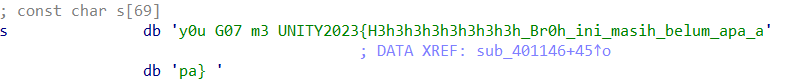 ; const char s[69]
s db 'y0u G07 m3 UNITY2023{H3h3h3h3h3h3h3h3h_Br0h_ini_masih_belum_apa_a'
; DATA XREF: sub_401146+45↑o
db 'pa} '